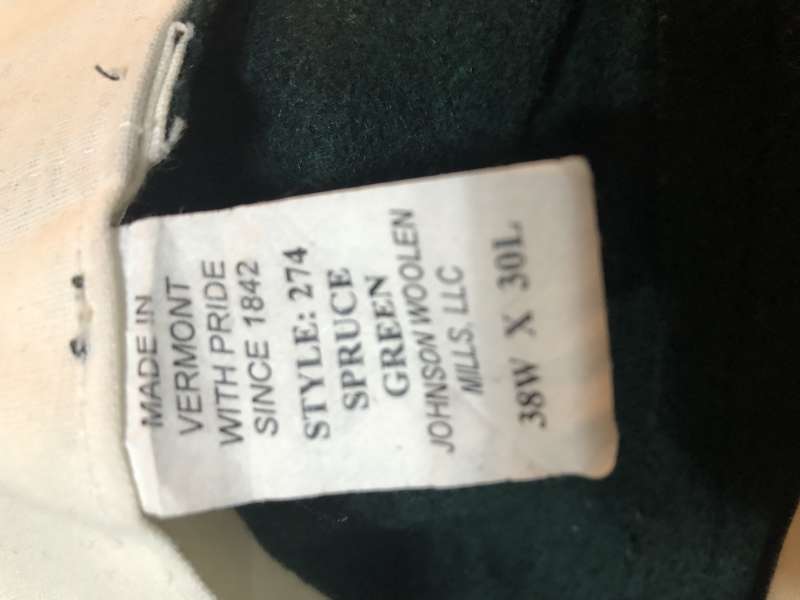 MADE IN
VERMONT
WITH PRIDE
SINCE 1842
STYLE: 274
SPRUCE
GREEN
JOHNSON WOOLEN
MILLS, LLC
38W X 30L